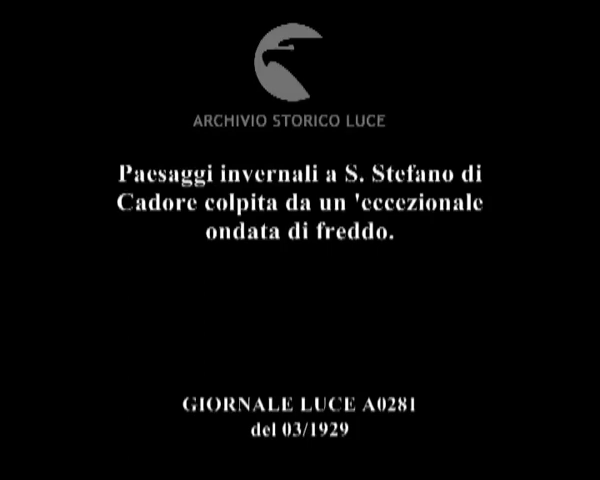 ARCHIVIO STORICO LUCE
Paesaggi invernali a S. Stefano di
Cadore colpita da un 'eccezionale
ondata di freddo.
GIORNALE LUCE A0281
del 03/1929